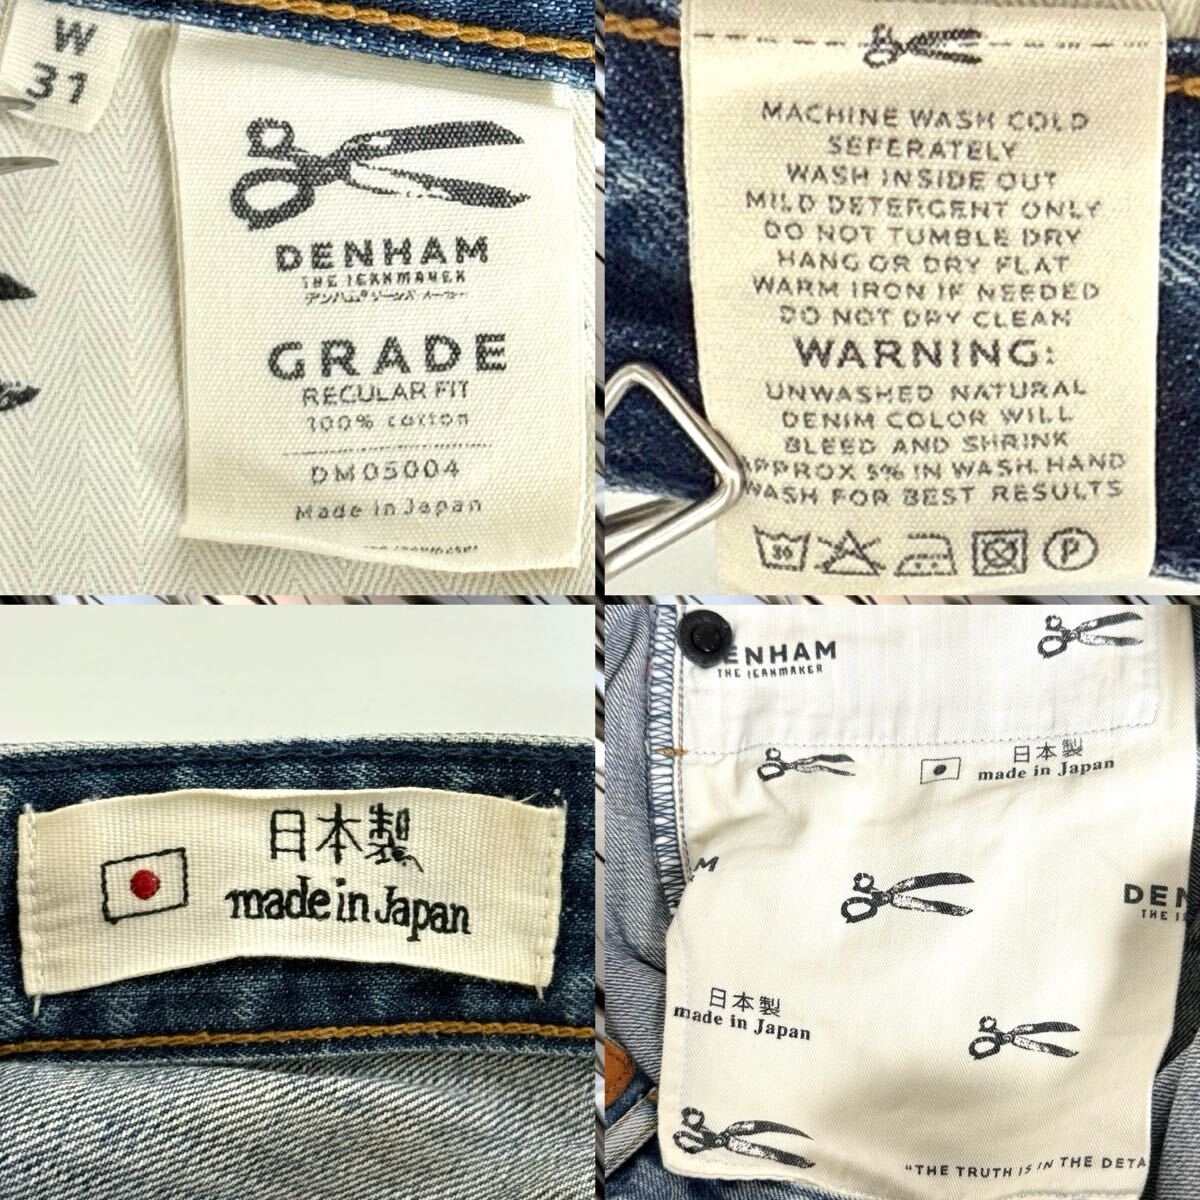 W
31
DENHAM
THE JEANMAKER
GRADE
REGULAR FIT
100% cotton
DM05004
Made in Japan
MACHINE WASH COLD
SEFERATELY
WASH INSIDE OUT
MILD DETERGENT ONLY
DO NOT TUMBLE DRY
HANG OR DRY FLAT
WARM IRON IF NEEDED
DO NOT DRY CLEAN
WARNING:
UNWASHED NATURAL
DENIM COLOR WILL
BLEED AND SHRINK
APPROX 5% IN WASH. HAND
WASH FOR BEST RESULTS
30
P
日本製
made in Japan
ENHAM
THE JEANMAKER
日本製
made in Japan
M
DEN
日本製
made in Japan
"THE TRUTH IS IN THE DETA